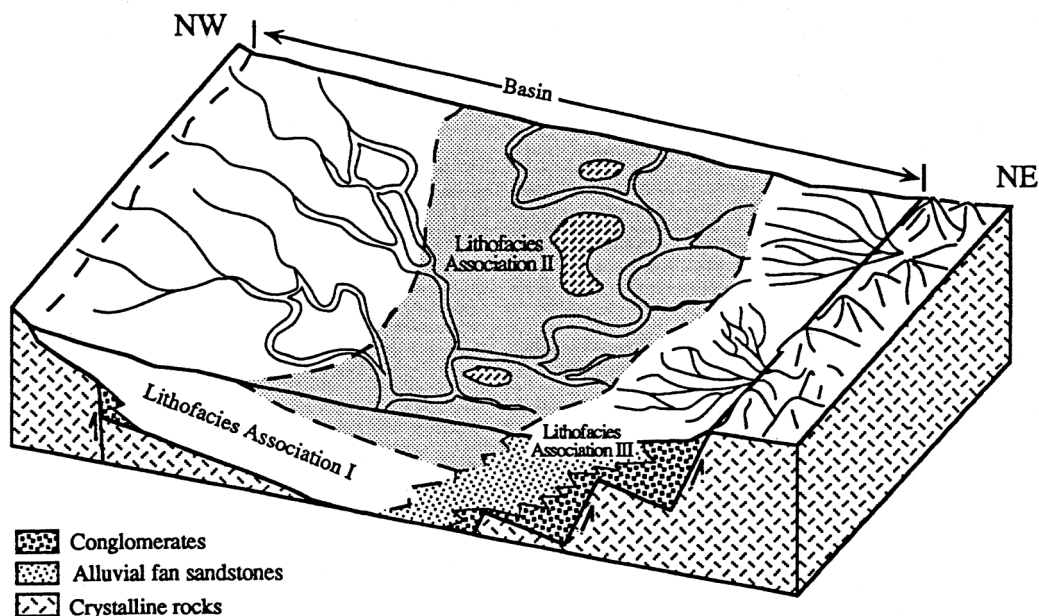 NW
Basin
NE
Lithofacies
Association II
Lithofacies Association I
Lithofacies
Association III
Conglomerates
Alluvial fan sandstones
Crystalline rocks